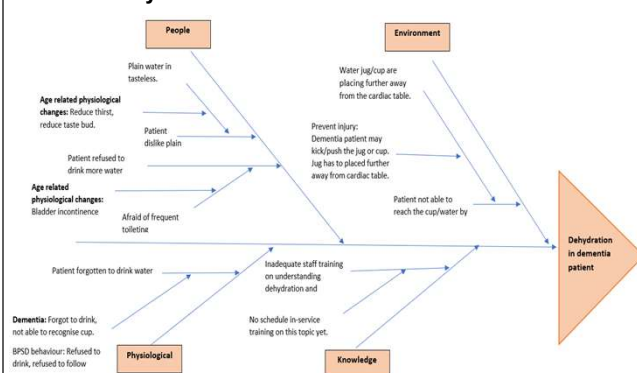 People
Environment
Plain water in
tasteless.
Age related physiological
changes: Reduce thirst,
reduce taste bud.
Patient
dislike plain
Patient refused to
drink more water
Age related
physiological changes:
Bladder incontinence
Afraid of frequent
toileting
Water jug/cup are
placing further away
from the cardiac table.
Prevent injury:
Dementia patient may
kick/push the jug or cup.
Jug has to placed further
away from cardiac table.
Patient not able to
reach the cup/water by
Dehydration
in dementia
patient
Patient forgotten to drink water
Dementia: Forgot to drink,
not able to recognise cup.
BPSD behaviour: Refused to
drink, refused to follow
Physiological
Inadequate staff training
on understanding
dehydration and
No schedule in-service
training on this topic yet.
Knowledge